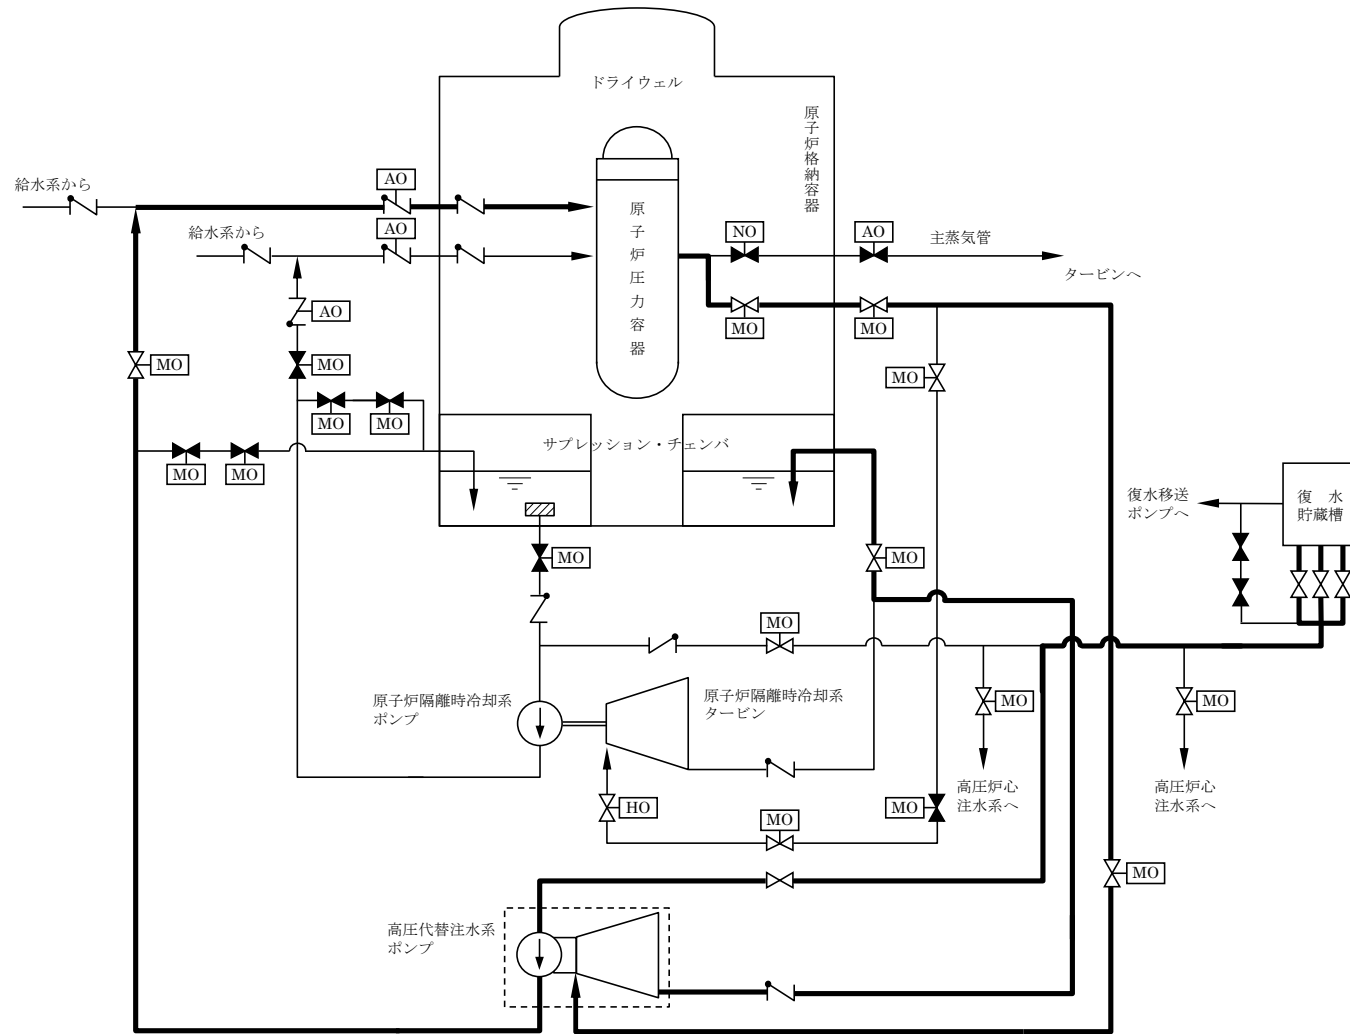 ドライウェル
原子炉格納容器
給水系から
AO
給水系から
AO
原子炉圧力容器
NO
AO
主蒸気管
タービンへ
MO
MO
AO
MO
MO
MO
MO
MO
MO
MO
サプレッション・チェンバ
復水移送
ポンプへ
復 水
貯蔵槽
MO
MO
MO
原子炉隔離時冷却系
ポンプ
原子炉隔離時冷却系
タービン
MO
MO
高圧炉心
注水系へ
高圧炉心
注水系へ
HO
MO
MO
MO
高圧代替注水系
ポンプ